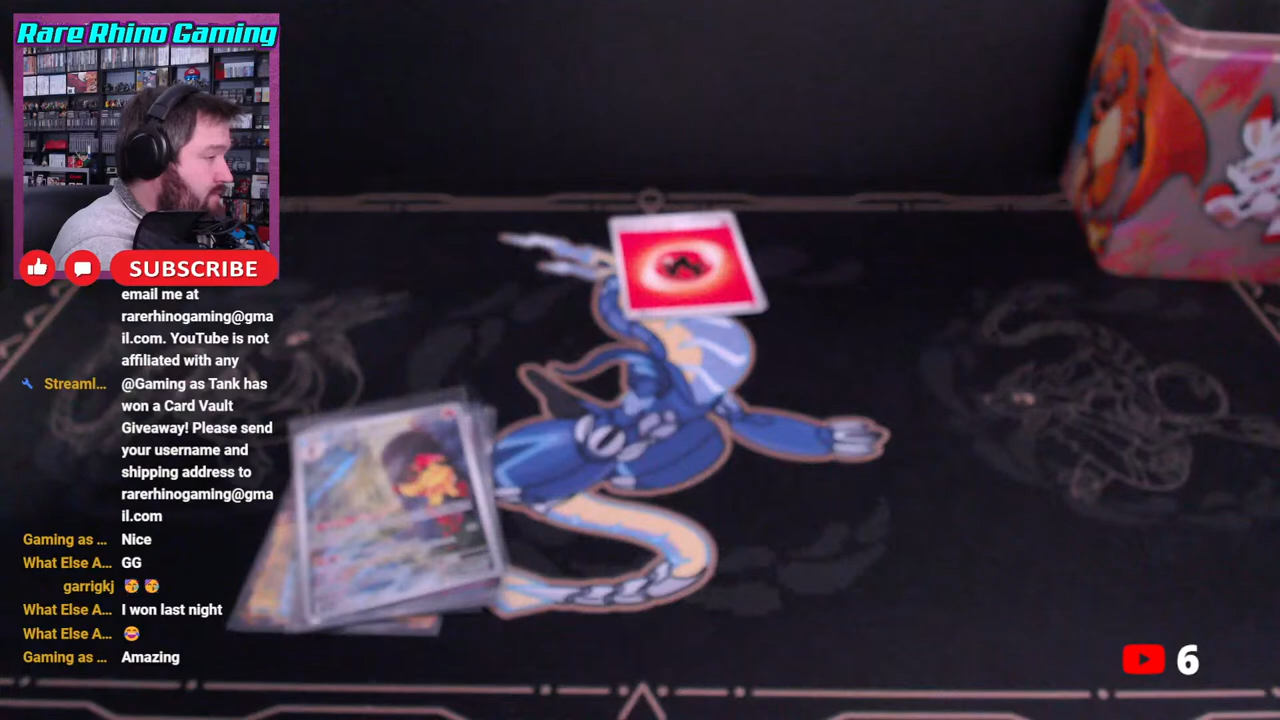 Rare Rhino Gaming
SUBSCRIBE
email me at
rarerhinogaming@gma
il.com. YouTube is not
affiliated with any
Streaml... @Gaming as Tank has
won a Card Vault
Giveaway! Please send
your username and
shipping address to
rarerhinogaming@gma
il.com
Gaming as ... Nice
What Else A... GG
garrigkj 🥳 🥳
What Else A... I won last night
What Else A... 😂
Gaming as ... Amazing
6